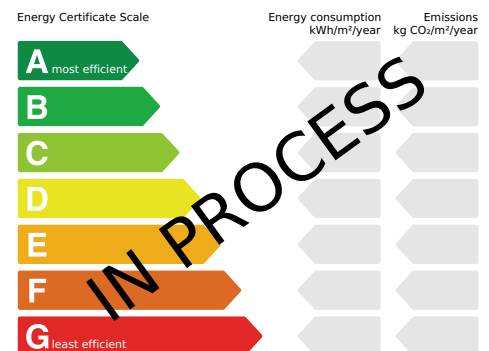 Energy Certificate Scale
Energy consumption
kWh/m²/year
Emissions
kg CO₂/m²/year
A most efficient
B
C
D
E
F
G least efficient
IN PROCESS